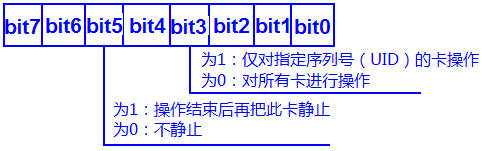 bit7 bit6 bit5 bit4 bit3 bit2 bit1 bit0
为1：仅对指定序列号（UID）的卡操作
为0：对所有卡进行操作
为1：操作结束后再把此卡静止
为0：不静止